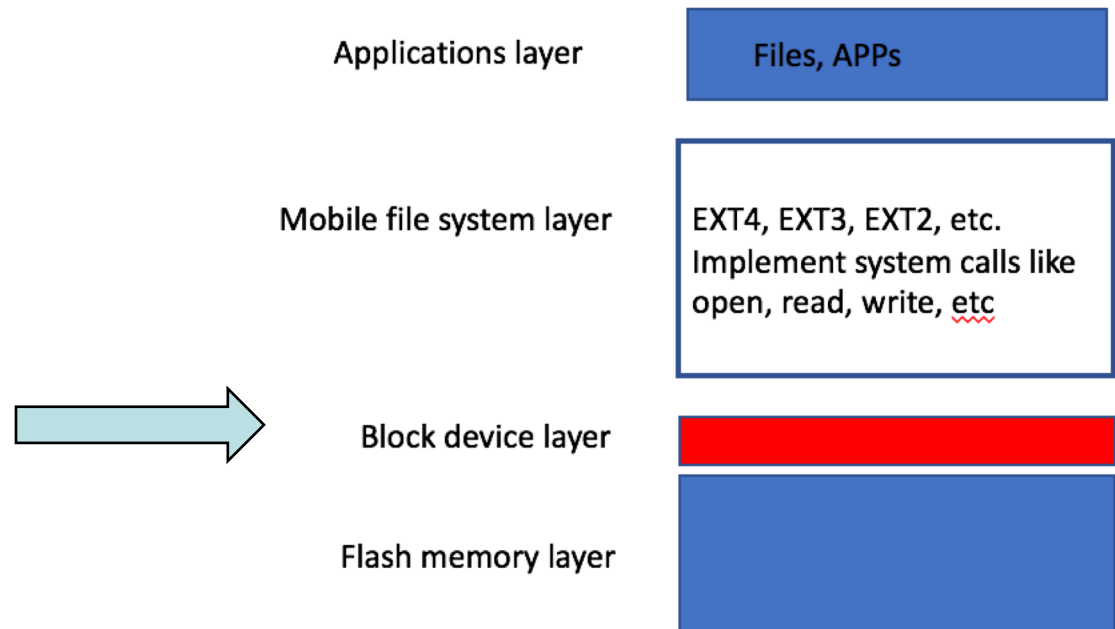 Applications layer
Files, APPs
Mobile file system layer
EXT4, EXT3, EXT2, etc.
Implement system calls like
open, read, write, etc
Block device layer
Flash memory layer